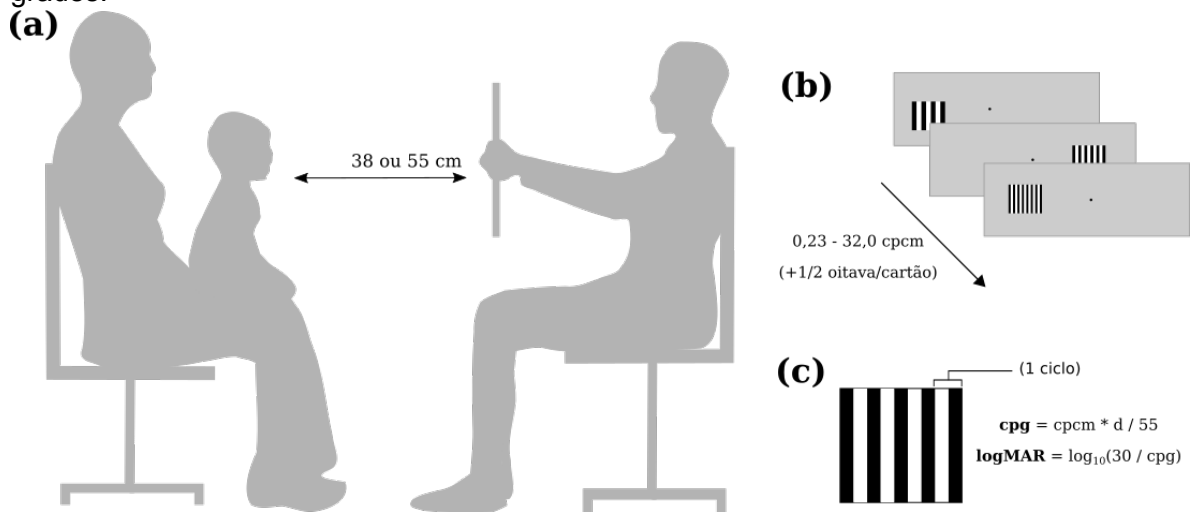 graudos.
(a)
38 ou 55 cm
(b)
0,23 - 32,0 cpcm
(+1/2 oitava/cartão)
(c)
(1 ciclo)
cpg = cpcm * d / 55
logMAR = log₁₀(30 / cpg)